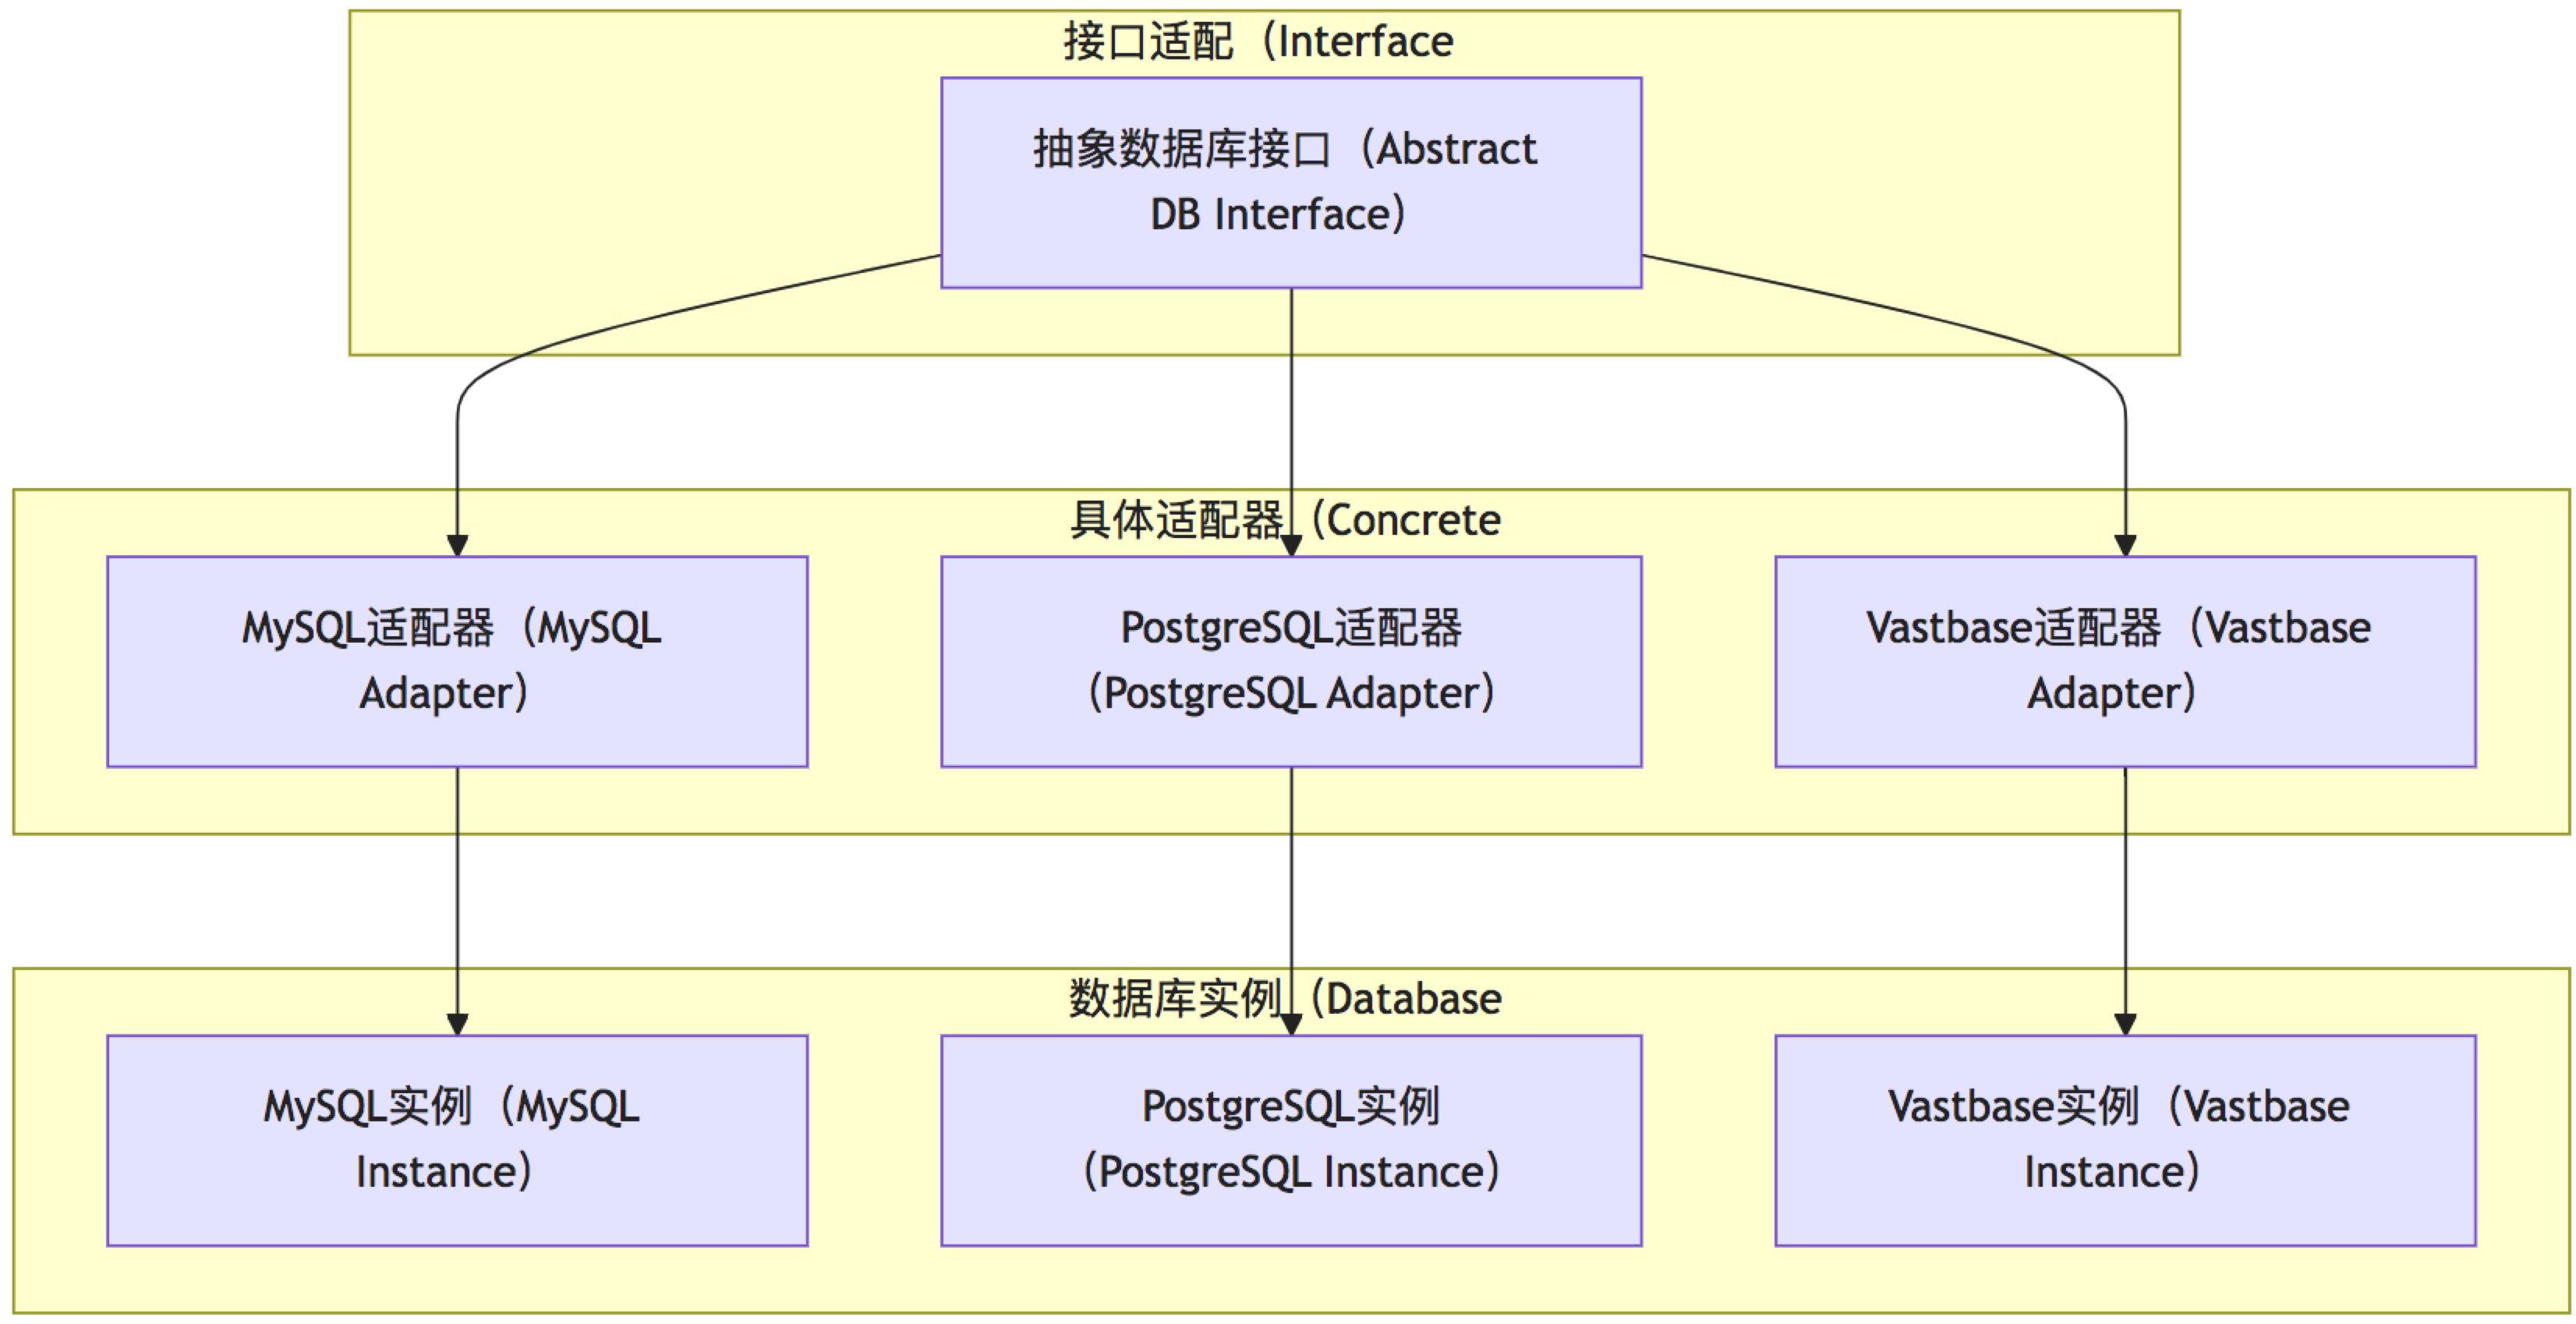 接口适配（Interface
抽象数据库接口（Abstract
DB Interface）
具体适配器（Concrete
MySQL适配器（MySQL
Adapter）
PostgreSQL适配器
（PostgreSQL Adapter）
Vastbase适配器（Vastbase
Adapter）
数据库实例（Database
MySQL实例（MySQL
Instance）
PostgreSQL实例
（PostgreSQL Instance）
Vastbase实例（Vastbase
Instance）